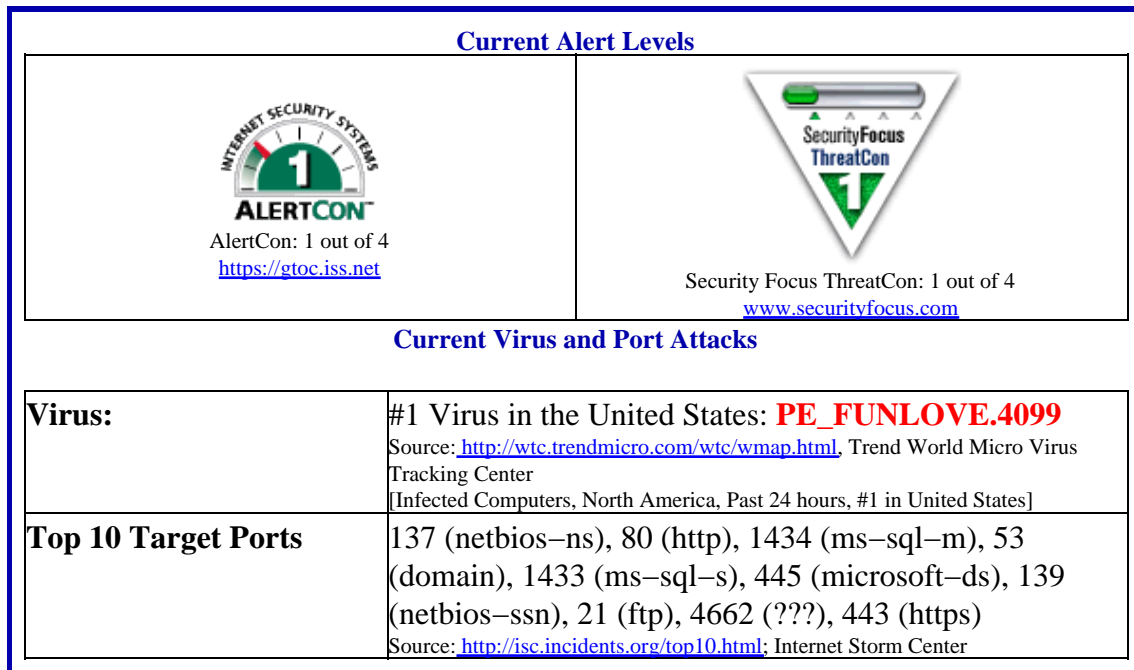 Current Alert Levels
INTERNET SECURITY SYSTEMS
1
ALERTCON™
AlertCon: 1 out of 4
https://gtoc.iss.net
SecurityFocus
ThreatCon
1
Security Focus ThreatCon: 1 out of 4
www.securityfocus.com
Current Virus and Port Attacks
Virus:
#1 Virus in the United States: PE_FUNLOVE.4099
Source: http://wtc.trendmicro.com/wtc/wmap.html, Trend World Micro Virus
Tracking Center
[Infected Computers, North America, Past 24 hours, #1 in United States]
Top 10 Target Ports
137 (netbios−ns), 80 (http), 1434 (ms−sql−m), 53
(domain), 1433 (ms−sql−s), 445 (microsoft−ds), 139
(netbios−ssn), 21 (ftp), 4662 (???), 443 (https)
Source: http://isc.incidents.org/top10.html; Internet Storm Center